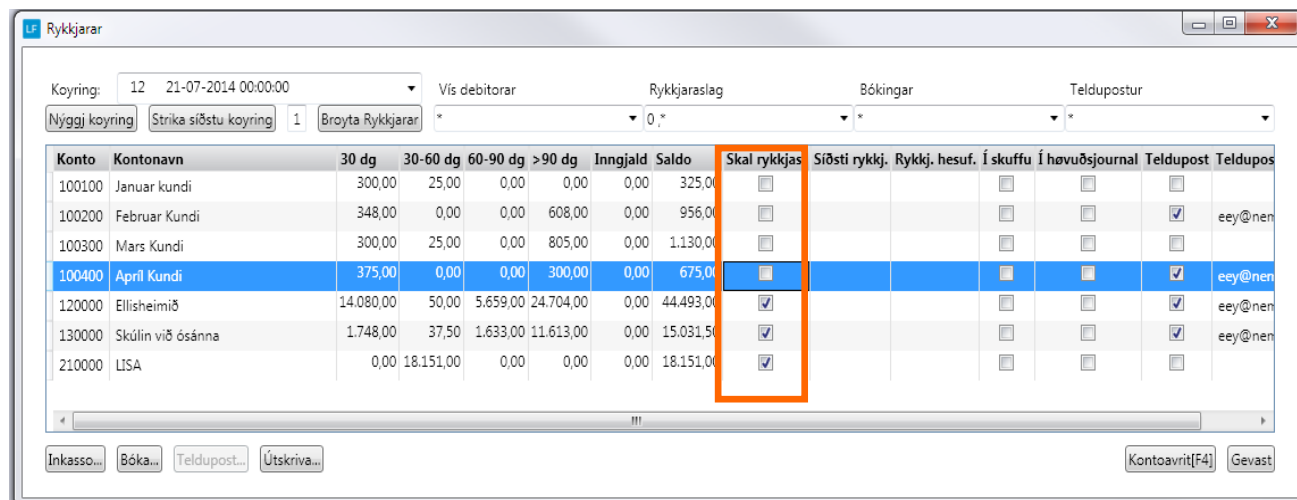 LF Rykkjarar
Koyring: 12 21-07-2014 00:00:00 Vís debitorar Rykkjaraslag Bókingar Teldupostur
Nýggj koyring Strika síðstu koyring 1 Broyta Rykkjarar * 0 ;* * *
Konto Kontonavn 30 dg 30-60 dg 60-90 dg >90 dg Inngjald Saldo Skal rykkjas Síðsti rykkj. Rykkj. hesuf. Í skuffu Í høvuðsjournal Teldupost Teldupos
100100 Januar kundi 300,00 25,00 0,00 0,00 0,00 325,00
100200 Februar Kundi 348,00 0,00 0,00 608,00 0,00 956,00 eey@nem
100300 Mars Kundi 300,00 25,00 0,00 805,00 0,00 1.130,00
100400 Apríl Kundi 375,00 0,00 0,00 300,00 0,00 675,00 eey@nem
120000 Ellisheimið 14.080,00 50,00 5.659,00 24.704,00 0,00 44.493,00 eey@nem
130000 Skúlin við ósánna 1.748,00 37,50 1.633,00 11.613,00 0,00 15.031,50 eey@nem
210000 LISA 0,00 18.151,00 0,00 0,00 0,00 18.151,00
Inkasso... Bóka... Teldupost... Útskriva... Kontoavrit[F4] Gevast